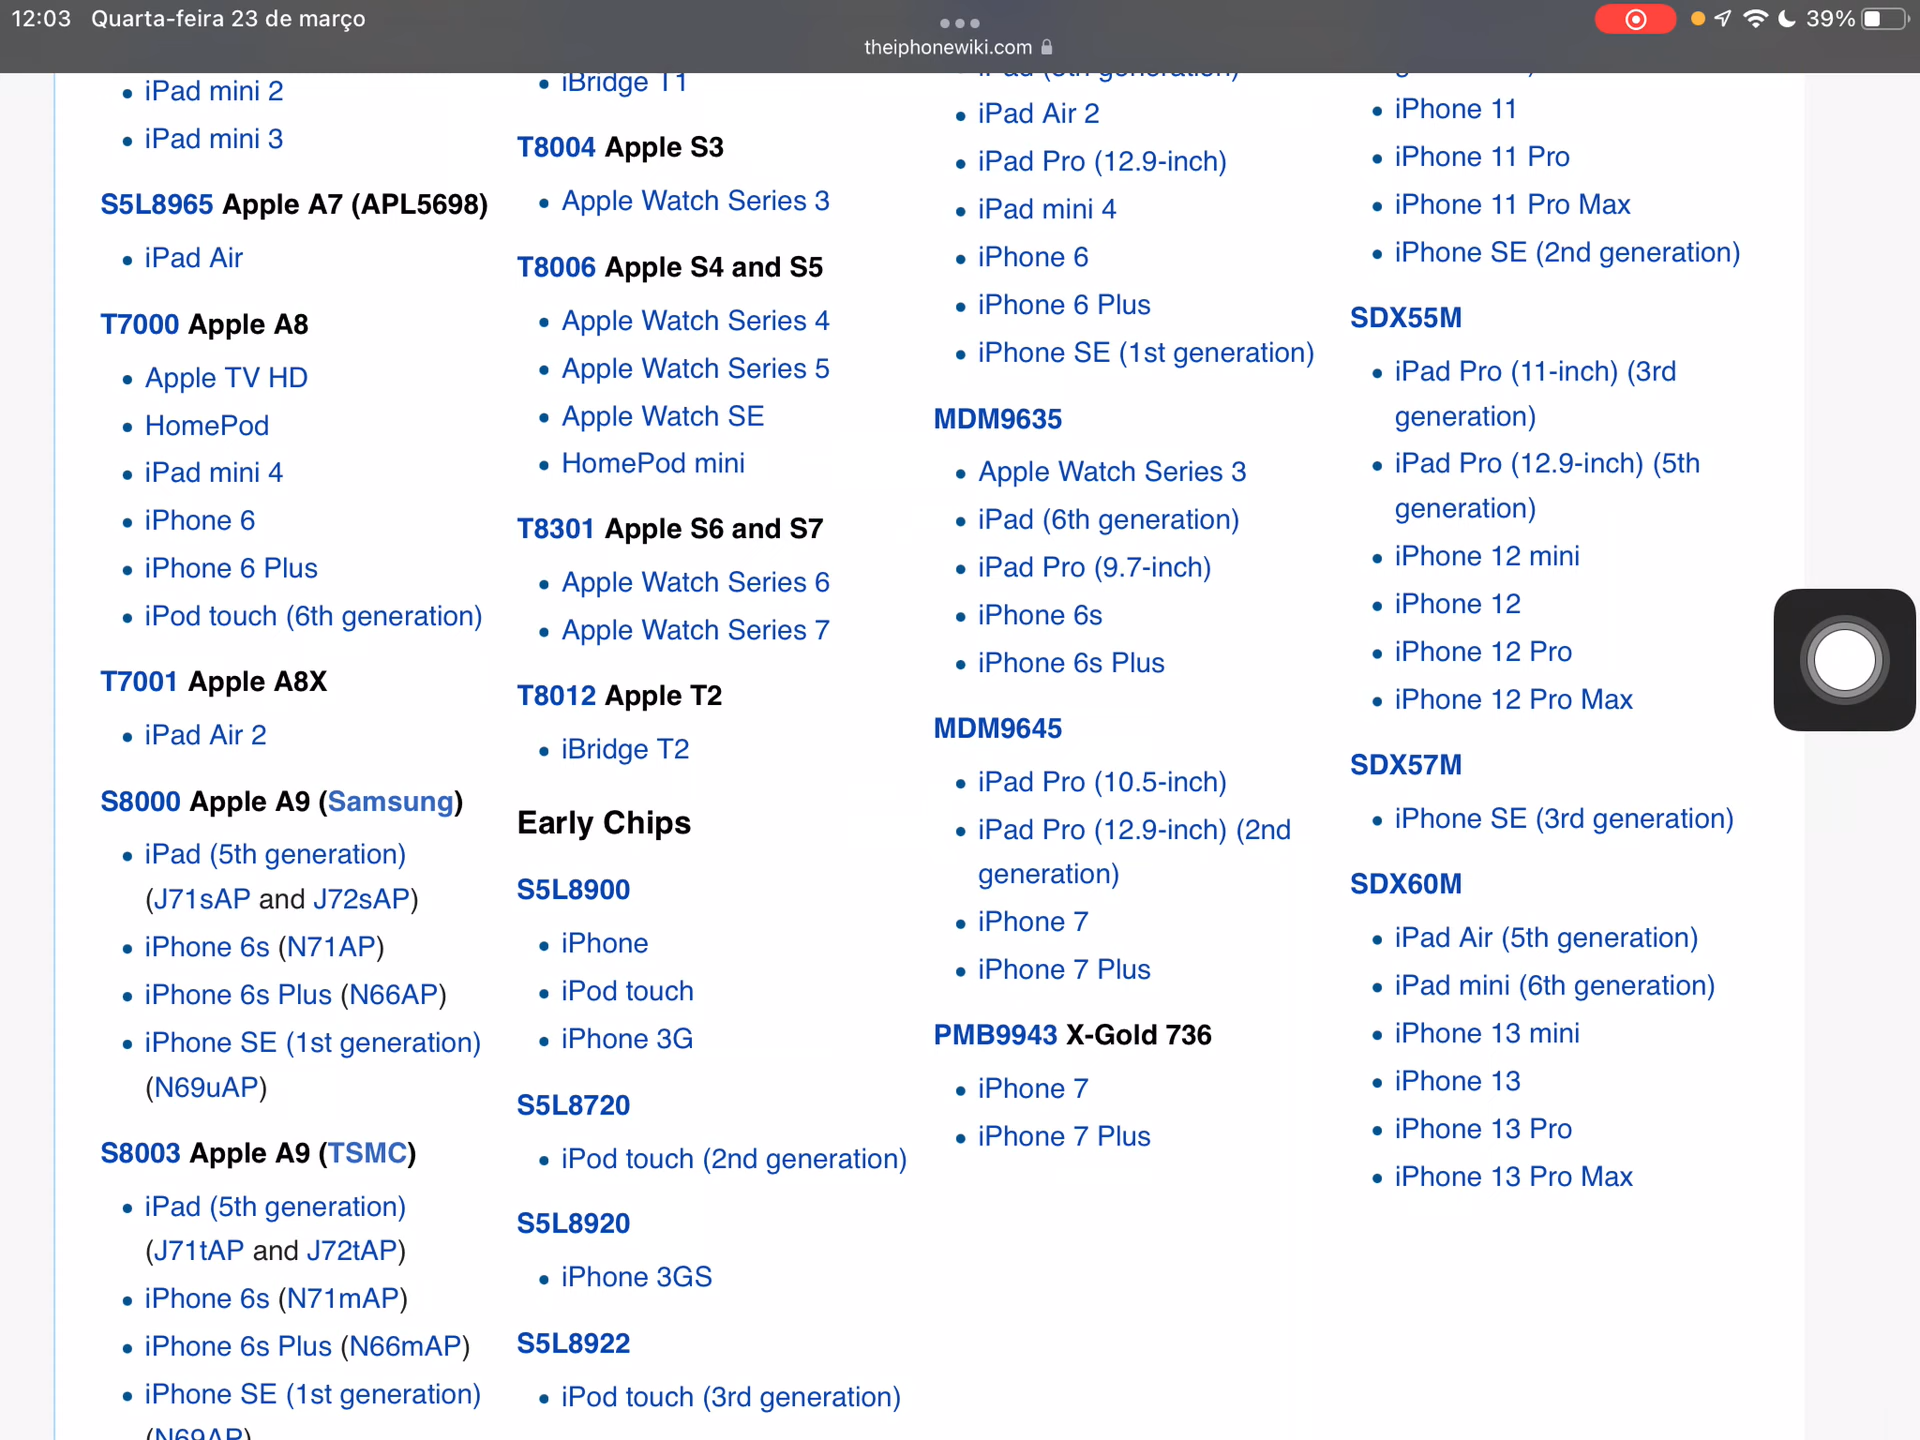 12:03 Quarta-feira 23 de março
theiphonewiki.com
39%
iPad mini 2
iPad mini 3
S5L8965 Apple A7 (APL5698)
iPad Air
T7000 Apple A8
Apple TV HD
HomePod
iPad mini 4
iPhone 6
iPhone 6 Plus
iPod touch (6th generation)
T7001 Apple A8X
iPad Air 2
S8000 Apple A9 (Samsung)
iPad (5th generation)
(J71sAP and J72sAP)
iPhone 6s (N71AP)
iPhone 6s Plus (N66AP)
iPhone SE (1st generation)
(N69uAP)
S8003 Apple A9 (TSMC)
iPad (5th generation)
(J71tAP and J72tAP)
iPhone 6s (N71mAP)
iPhone 6s Plus (N66mAP)
iPhone SE (1st generation)
(N69AP)
iBridge T1
T8004 Apple S3
Apple Watch Series 3
T8006 Apple S4 and S5
Apple Watch Series 4
Apple Watch Series 5
Apple Watch SE
HomePod mini
T8301 Apple S6 and S7
Apple Watch Series 6
Apple Watch Series 7
T8012 Apple T2
iBridge T2
Early Chips
S5L8900
iPhone
iPod touch
iPhone 3G
S5L8720
iPod touch (2nd generation)
S5L8920
iPhone 3GS
S5L8922
iPod touch (3rd generation)
iPad Air 2
iPad Pro (12.9-inch)
iPad mini 4
iPhone 6
iPhone 6 Plus
iPhone SE (1st generation)
MDM9635
Apple Watch Series 3
iPad (6th generation)
iPad Pro (9.7-inch)
iPhone 6s
iPhone 6s Plus
MDM9645
iPad Pro (10.5-inch)
iPad Pro (12.9-inch) (2nd
generation)
iPhone 7
iPhone 7 Plus
PMB9943 X-Gold 736
iPhone 7
iPhone 7 Plus
iPhone 11
iPhone 11 Pro
iPhone 11 Pro Max
iPhone SE (2nd generation)
SDX55M
iPad Pro (11-inch) (3rd
generation)
iPad Pro (12.9-inch) (5th
generation)
iPhone 12 mini
iPhone 12
iPhone 12 Pro
iPhone 12 Pro Max
SDX57M
iPhone SE (3rd generation)
SDX60M
iPad Air (5th generation)
iPad mini (6th generation)
iPhone 13 mini
iPhone 13
iPhone 13 Pro
iPhone 13 Pro Max